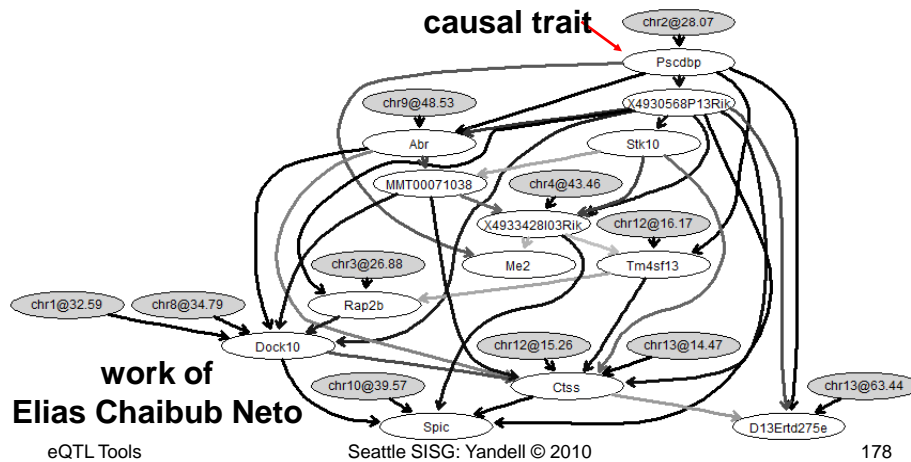 causal trait
chr2@28.07
Pscdbp
chr9@48.53
X4930568P13Rik
Abr
Stk10
MMT00071038
chr4@43.46
X4933428I03Rik
chr12@16.17
chr3@26.88
Me2
Tm4sf13
chr1@32.59
chr8@34.79
Rap2b
Dock10
chr12@15.26
chr13@14.47
work of
Elias Chaibub Neto
chr10@39.57
Ctss
chr13@63.44
Spic
D13Ertd275e
eQTL Tools
Seattle SISG: Yandell © 2010
178